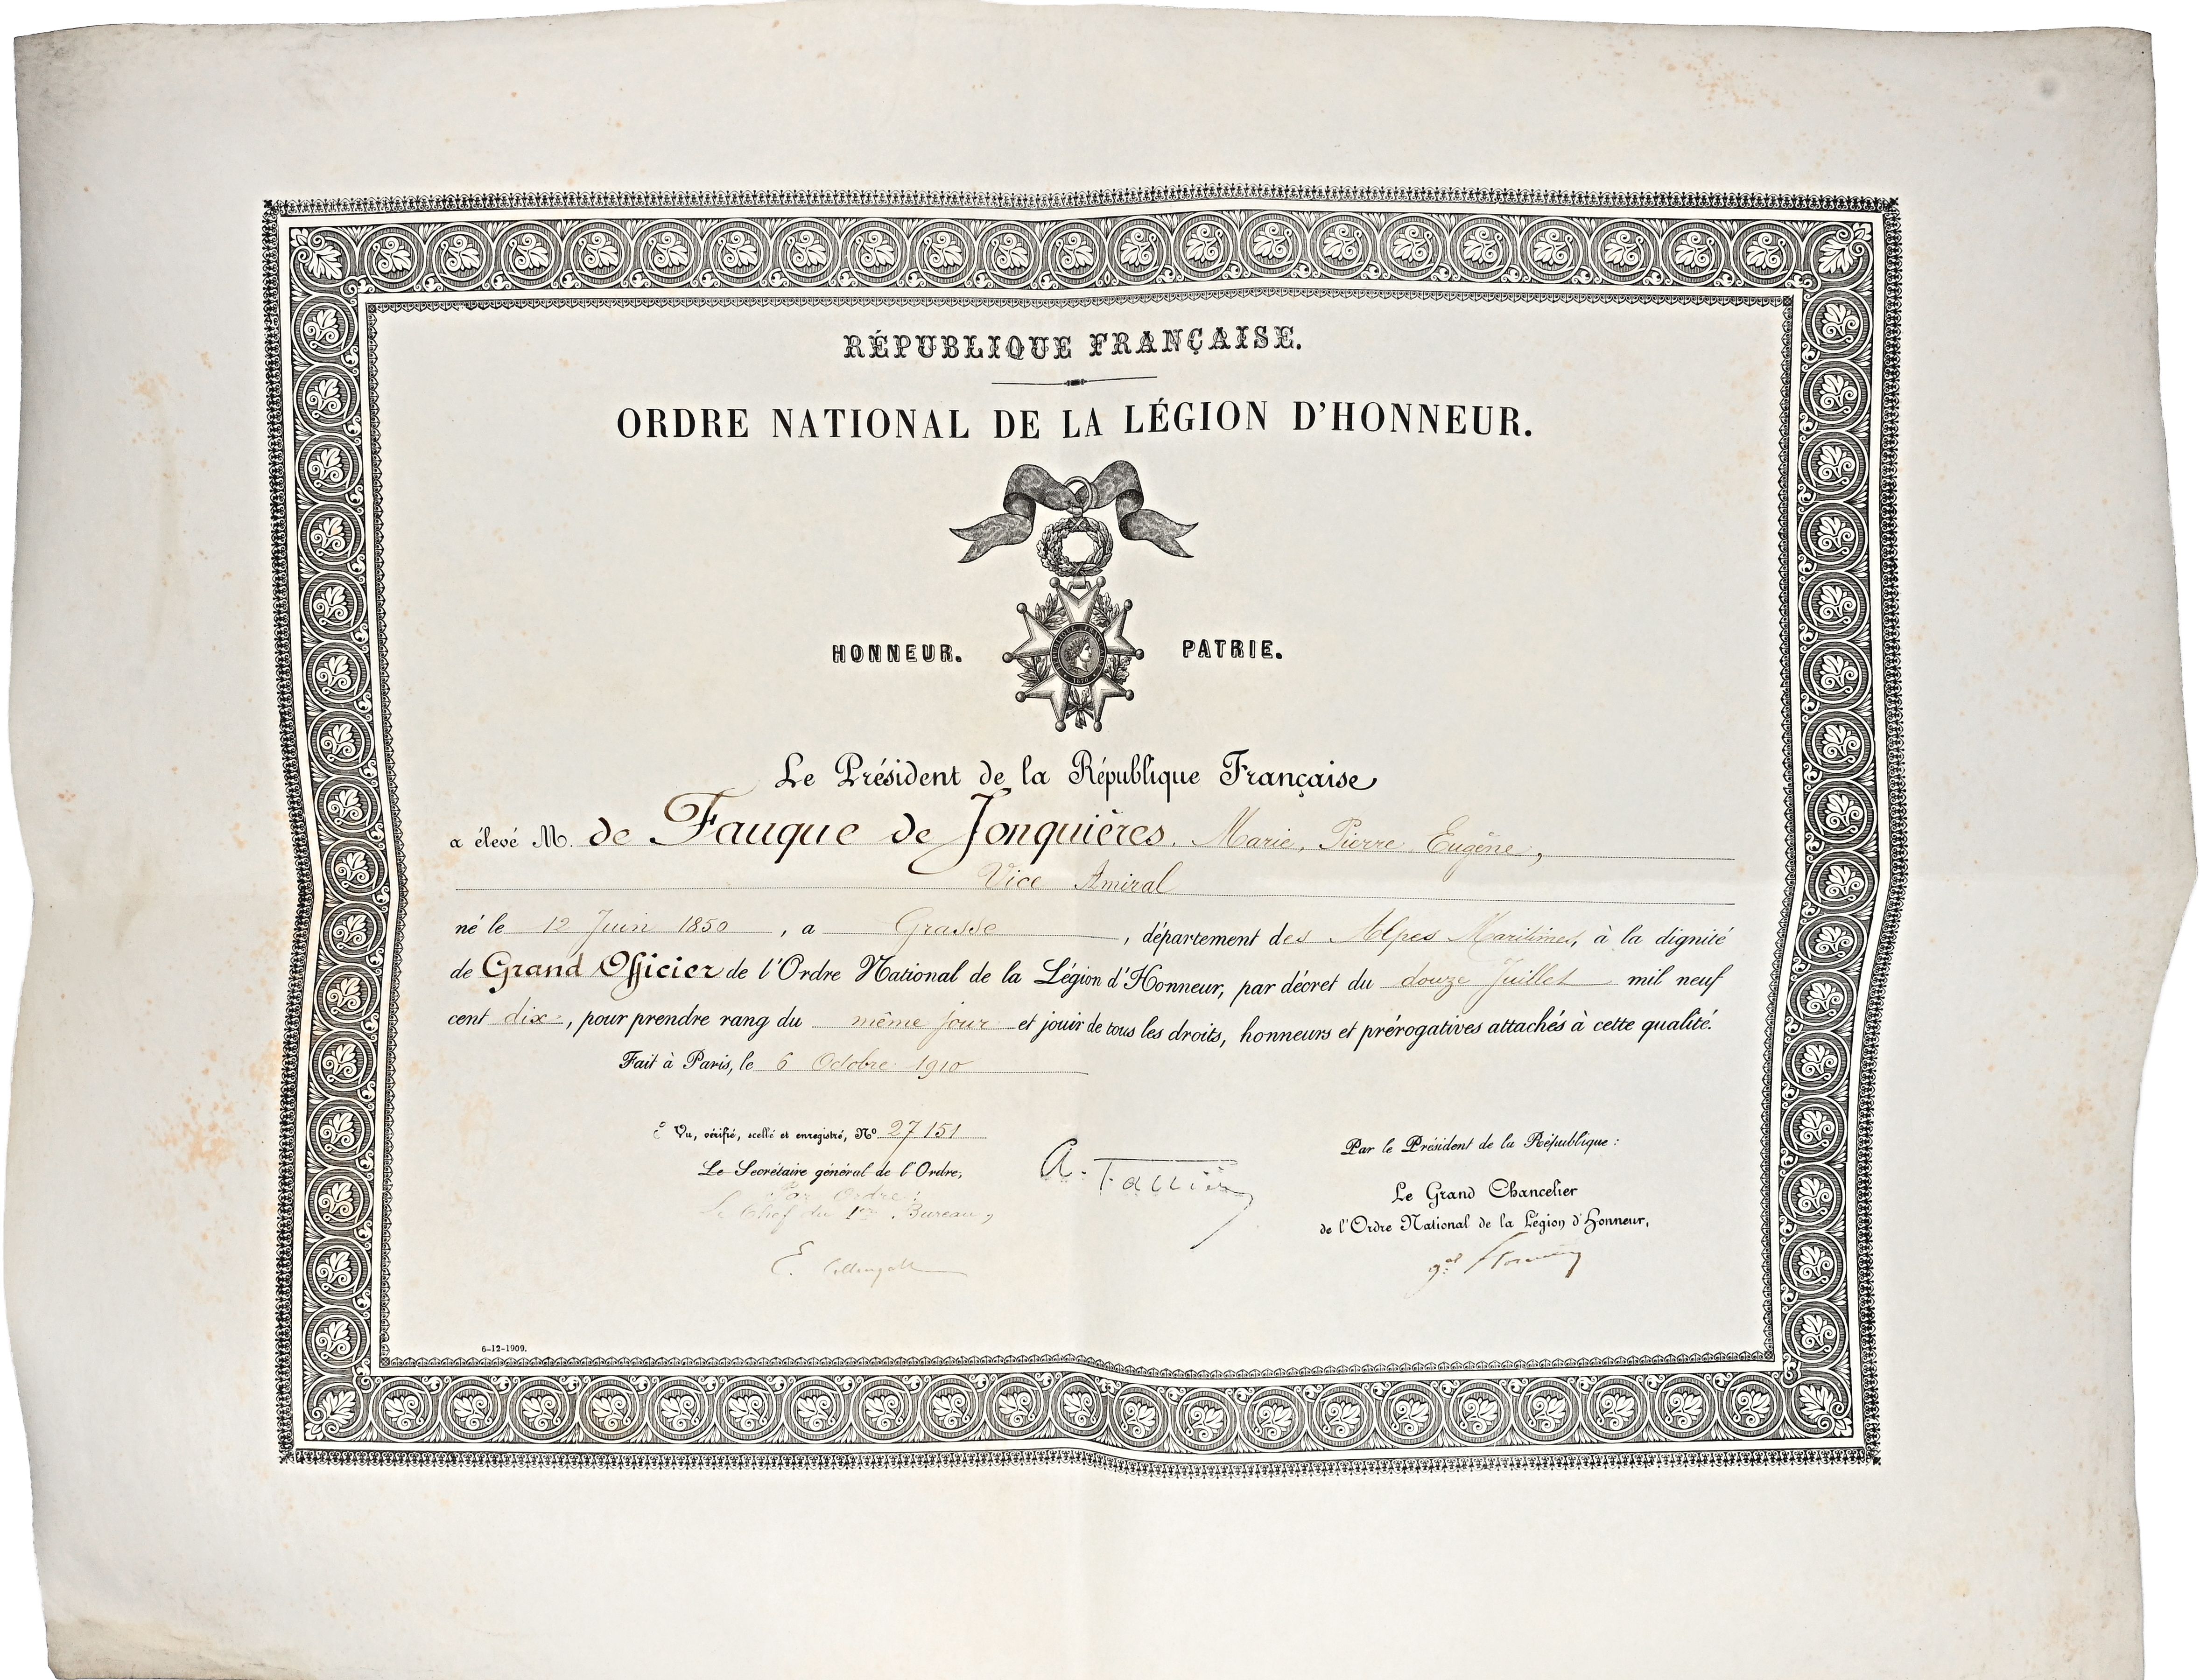 RÉPUBLIQUE FRANÇAISE.
ORDRE NATIONAL DE LA LÉGION D'HONNEUR.
HONNEUR. PATRIE.
Le Président de la République Française
a élevé M. de Fauque de Jonquières, Marie, Pierre, Eugène,
Vice Amiral
né le 12 Juin 1850, a Grasse, département des Alpes Maritimes, à la dignité
de Grand Officier de l'Ordre National de la Légion d'Honneur, par décret du douze Juillet mil neuf
cent dix, pour prendre rang du même jour et jouir de tous les droits, honneurs et prérogatives attachés à cette qualité.
Fait à Paris, le 6 Octobre 1910
Vu, vérifié, scellé et enregistré, No 27151
Le Secrétaire général de l'Ordre,
Par Ordre:
Le Chef du 1er Bureau,
E.
A. Fallières
Par le Président de la République :
Le Grand Chancelier
de l'Ordre National de la Légion d'Honneur,
gal Florentin
6-12-1909.